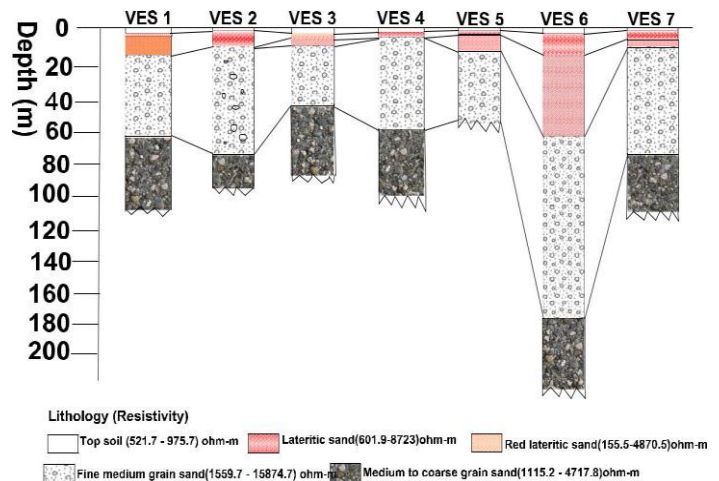 VES 1 VES 2 VES 3 VES 4 VES 5 VES 6 VES 7
Depth (m)
0
20
40
60
80
100
120
140
160
180
200
Lithology (Resistivity)
Top soil (521.7 - 975.7) ohm-m Lateritic sand(601.9-8723)ohm-m Red lateritic sand(155.5-4870.5)ohm-m
Fine medium grain sand(1559.7 - 15874.7) ohm-m Medium to coarse grain sand(1115.2 - 4717.8)ohm-m